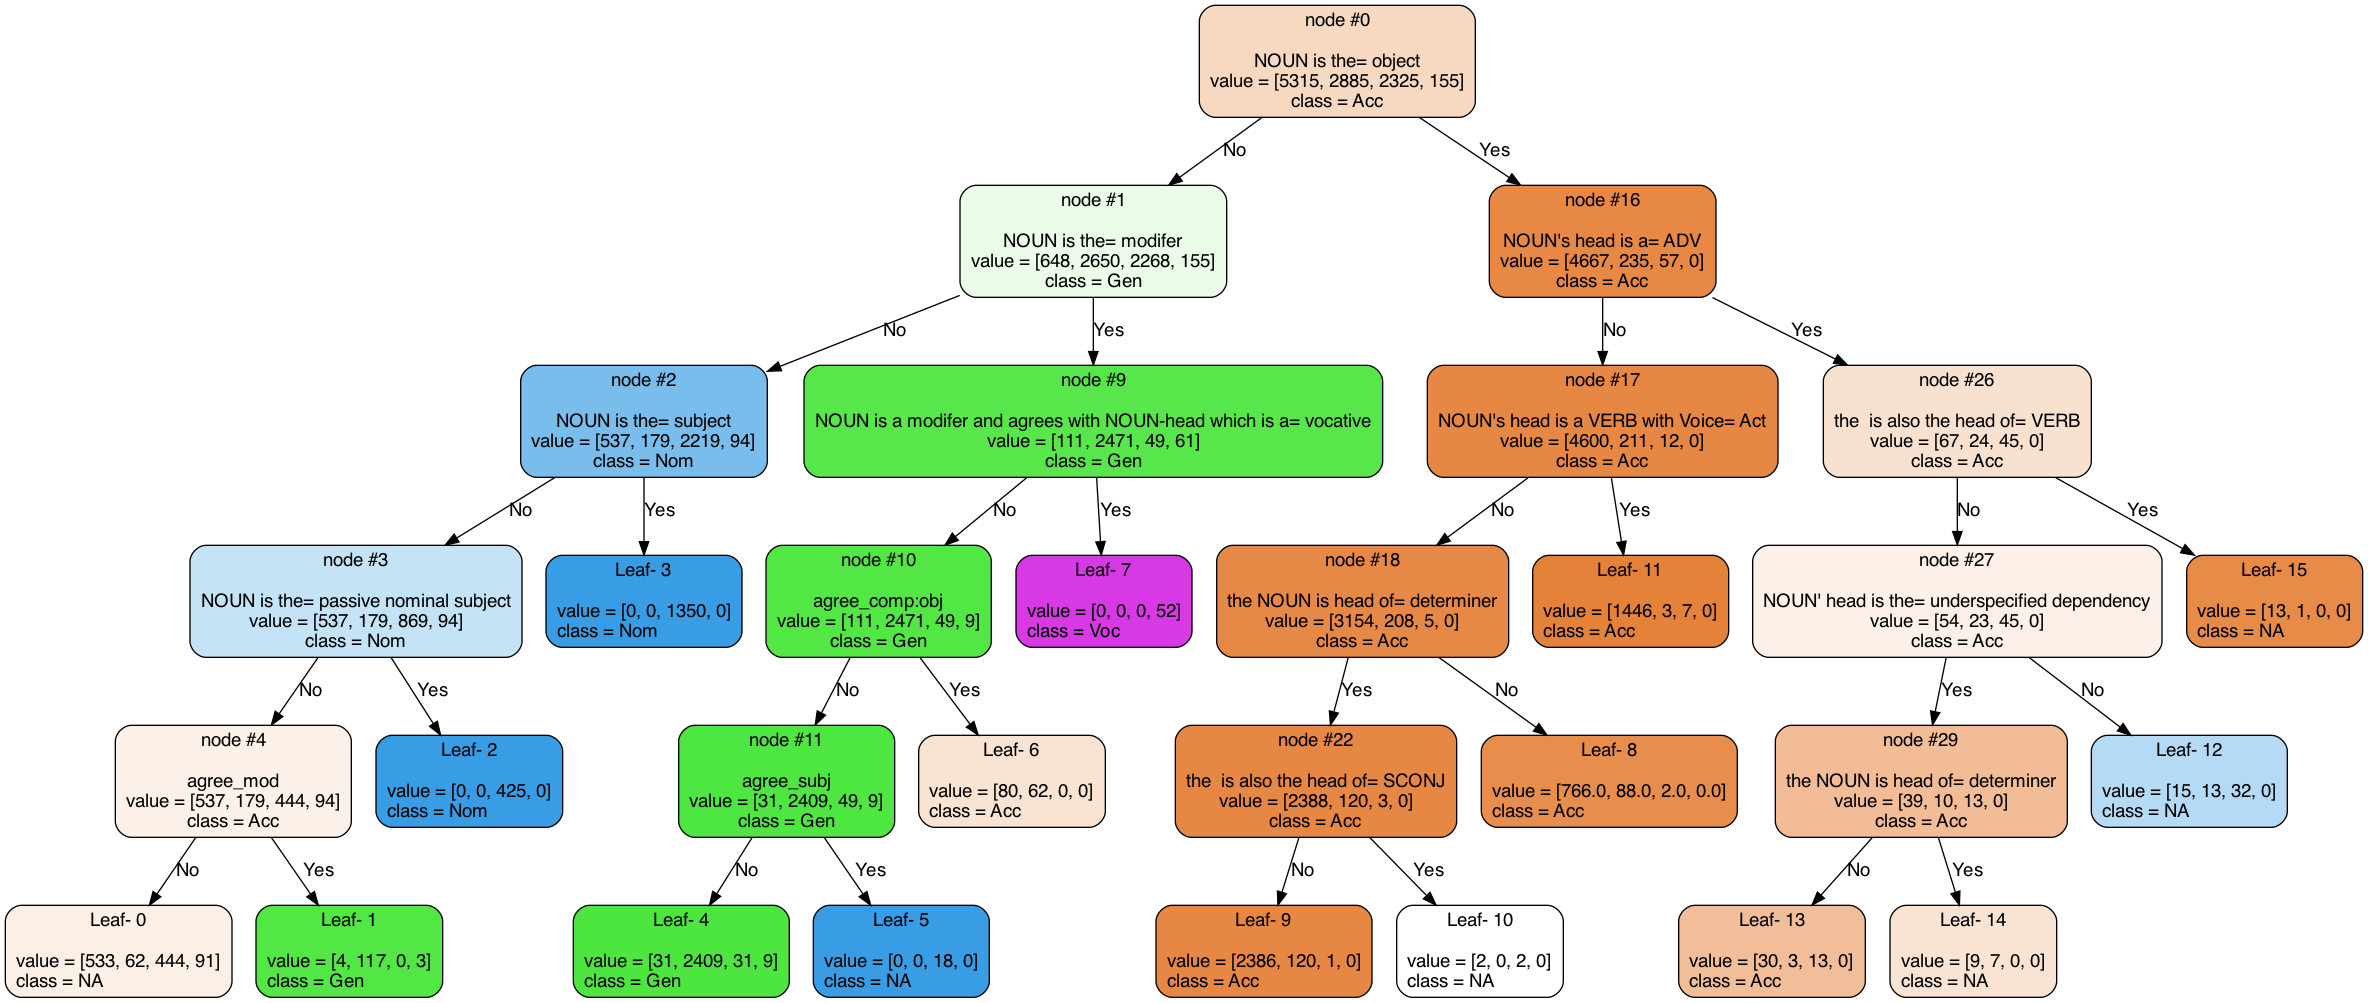 node #0
NOUN is the= object
value = [5315, 2885, 2325, 155]
class = Acc
No
Yes
node #1
NOUN is the= modifer
value = [648, 2650, 2268, 155]
class = Gen
node #16
NOUN's head is a= ADV
value = [4667, 235, 57, 0]
class = Acc
No
Yes
No
Yes
node #2
NOUN is the= subject
value = [537, 179, 2219, 94]
class = Nom
node #9
NOUN is a modifer and agrees with NOUN-head which is a= vocative
value = [111, 2471, 49, 61]
class = Gen
node #17
NOUN's head is a VERB with Voice= Act
value = [4600, 211, 12, 0]
class = Acc
node #26
the  is also the head of= VERB
value = [67, 24, 45, 0]
class = Acc
No
Yes
No
Yes
No
Yes
No
Yes
node #3
NOUN is the= passive nominal subject
value = [537, 179, 869, 94]
class = Nom
Leaf- 3
value = [0, 0, 1350, 0]
class = Nom
node #10
agree_comp:obj
value = [111, 2471, 49, 9]
class = Gen
Leaf- 7
value = [0, 0, 0, 52]
class = Voc
node #18
the NOUN is head of= determiner
value = [3154, 208, 5, 0]
class = Acc
Leaf- 11
value = [1446, 3, 7, 0]
class = Acc
node #27
NOUN' head is the= underspecified dependency
value = [54, 23, 45, 0]
class = Acc
Leaf- 15
value = [13, 1, 0, 0]
class = NA
No
Yes
No
Yes
Yes
No
Yes
No
node #4
agree_mod
value = [537, 179, 444, 94]
class = Acc
Leaf- 2
value = [0, 0, 425, 0]
class = Nom
node #11
agree_subj
value = [31, 2409, 49, 9]
class = Gen
Leaf- 6
value = [80, 62, 0, 0]
class = Acc
node #22
the  is also the head of= SCONJ
value = [2388, 120, 3, 0]
class = Acc
Leaf- 8
value = [766.0, 88.0, 2.0, 0.0]
class = Acc
node #29
the NOUN is head of= determiner
value = [39, 10, 13, 0]
class = Acc
Leaf- 12
value = [15, 13, 32, 0]
class = NA
No
Yes
No
Yes
No
Yes
No
Yes
Leaf- 0
value = [533, 62, 444, 91]
class = NA
Leaf- 1
value = [4, 117, 0, 3]
class = Gen
Leaf- 4
value = [31, 2409, 31, 9]
class = Gen
Leaf- 5
value = [0, 0, 18, 0]
class = NA
Leaf- 9
value = [2386, 120, 1, 0]
class = Acc
Leaf- 10
value = [2, 0, 2, 0]
class = NA
Leaf- 13
value = [30, 3, 13, 0]
class = Acc
Leaf- 14
value = [9, 7, 0, 0]
class = NA